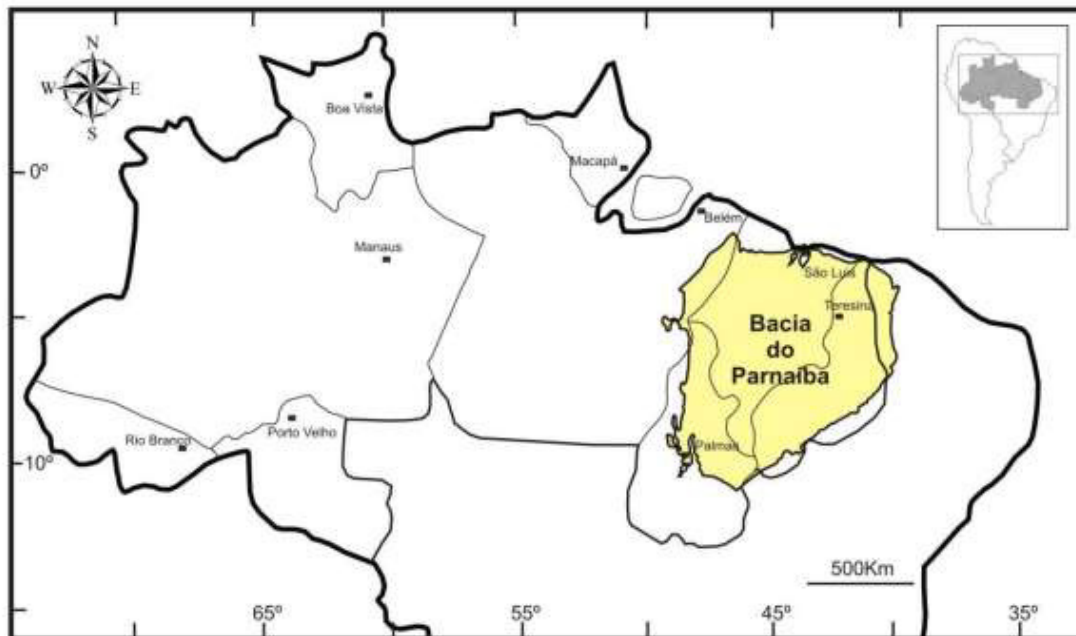 N
W E
S
Boa Vista
Macapá
0º
Belém
Manaus
São Luis
Teresina
Bacia
do
Parnaíba
Rio Branco
Porto Velho
Palmas
10º
500Km
65º
55º
45º
35º